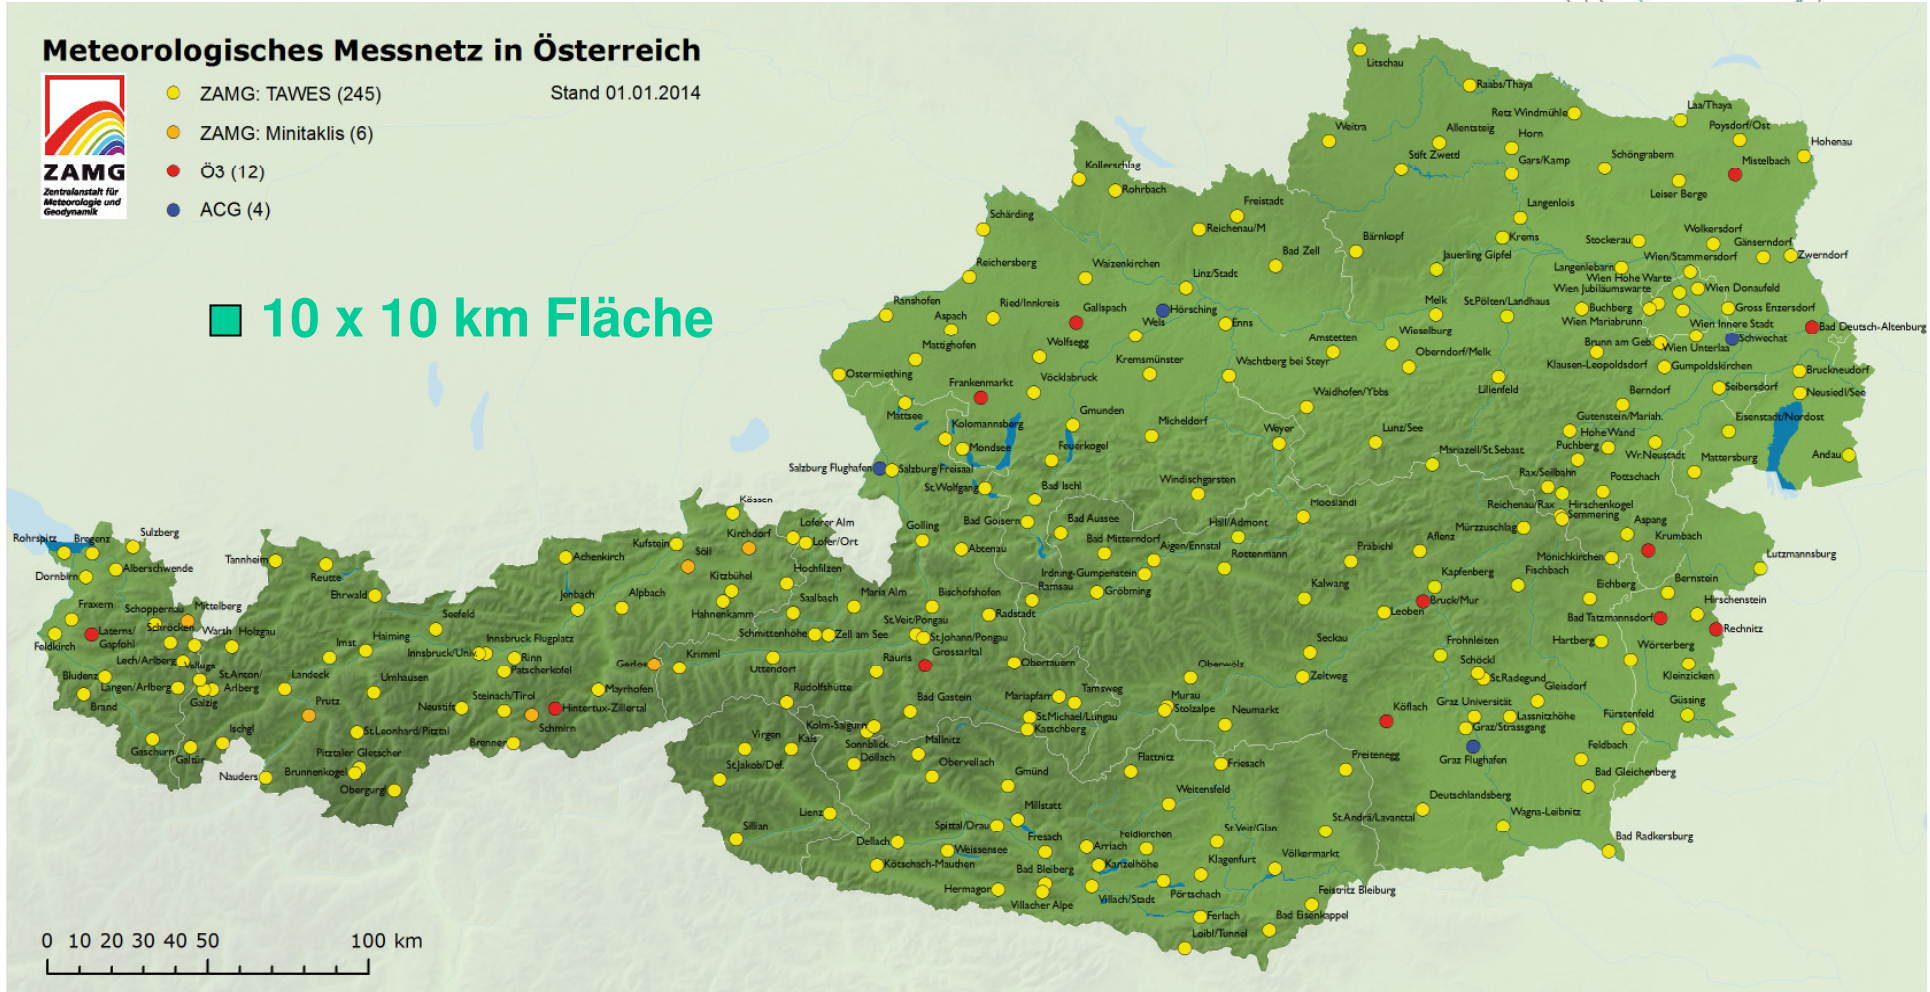 Meteorologisches Messnetz in Österreich
ZAMG: TAWES (245)
Stand 01.01.2014
ZAMG: Minitaklis (6)
Ö3 (12)
ACG (4)
ZAMG
Zentralanstalt für
Meteorologie und
Geodynamik
10 x 10 km Fläche
Litschau
Raabs/Thaya
Retz Windmühle
Laa/Thaya
Poysdorf/Ost
Hohenau
Weitra
Allentsteig
Horn
Stift Zwettl
Gars/Kamp
Schöngrabern
Mistelbach
Leiser Berge
Kollerschlag
Rohrbach
Freistadt
Langenlois
Schärding
Reichenau/M
Bärnkopf
Krems
Stockerau
Wolkersdorf
Gänserndorf
Zwerndorf
Reichersberg
Waizenkirchen
Bad Zell
Jauerling Gipfel
Langenlebarn
Wien/Stammersdorf
Wien Hohe Warte
Linz/Stadt
Wien Jubiläumswarte
Wien Donaufeld
Ranshofen
Ried/Innkreis
Gallspach
Hörsching
Melk
St.Pölten/Landhaus
Buchberg
Gross Enzersdorf
Aspach
Wels
Enns
Wien Mariabrunn
Wien Innere Stadt
Bad Deutsch-Altenburg
Mattighofen
Wolfsegg
Amstetten
Wieselburg
Brunn am Geb.
Wien Unterlaa
Schwechat
Ostermiething
Kremsmünster
Wachtberg bei Steyr
Oberndorf/Melk
Klausen-Leopoldsdorf
Gumpoldskirchen
Bruckneudorf
Frankenmarkt
Vöcklabruck
Waidhofen/Ybbs
Lilienfeld
Berndorf
Seibersdorf
Neusiedl/See
Mattsee
Gmunden
Gutenstein/Mariah.
Eisenstadt/Nordost
Kolomannsberg
Micheldorf
Weyer
Lunz/See
Hohe Wand
Mondsee
Feuerkogel
Mariazell/St.Sebast.
Puchberg
Wr.Neustadt
Mattersburg
Andau
Salzburg Flughafen
Salzburg/Freisaal
Rax/Seilbahn
Pottschach
St.Wolfgang
Bad Ischl
Windischgarsten
Mooslandl
Reichenau/Rax
Hirschenkogel
Semmering
Kössen
Loferer Alm
Golling
Bad Goisern
Bad Aussee
Hall/Admont
Mürzzuschlag
Aspang
Krumbach
Rohrspitz
Bregenz
Sulzberg
Kufstein
Kirchdorf
Lofer/Ort
Abtenau
Bad Mitterndorf
Aigen/Ennstal
Rottenmann
Präbichl
Aflenz
Mönichkirchen
Lutzmannsburg
Dornbirn
Alberschwende
Tannheim
Reutte
Achenkirch
Söll
Kitzbühel
Hochfilzen
Irdning-Gumpenstein
Ramsau
Gröbming
Kalwang
Kapfenberg
Fischbach
Eichberg
Bernstein
Ehrwald
Jenbach
Alpbach
Hahnenkamm
Saalbach
Maria Alm
Bischofshofen
Radstadt
Leoben
Bruck/Mur
Bad Tatzmannsdorf
Hirschenstein
Rechnitz
Fraxern
Schoppernau
Mittelberg
Seefeld
Feldkirch
Laterns/
Gapfohl
Schröcken
Warth
Holzgau
Imst
Haiming
Innsbruck Flugplatz
Innsbruck/Univ.
Rinn
Schmittenhöhe
Zell am See
St.Veit/Pongau
St.Johann/Pongau
Grossarltal
Seckau
Frohnleiten
Hartberg
Wörterberg
Lech/Arlberg
Valluga
Patscherkofel
Gerlos
Krimml
Uttendorf
Rauris
Obertauern
Oberwölz
Zeltweg
Schöckl
St.Radegund
Kleinzicken
Bludenz
Langen/Arlberg
St.Anton/
Arlberg
Galzig
Landeck
Umhausen
Mayrhofen
Rudolfshütte
Bad Gastein
Mariapfarr
Tamsweg
Murau
Gleisdorf
Güssing
Brand
Prutz
Neustift
Steinach/Tirol
Hintertux-Zillertal
Schmirn
Kolm-Saigurn
St.Michael/Lungau
Katschberg
Stolzalpe
Neumarkt
Köflach
Graz Universität
Lassnitzhöhe
Graz/Strassgang
Fürstenfeld
Gaschurn
Galtür
Ischgl
St.Leonhard/Pitztal
Brenner
Virgen
Kals
Sonnblick
Mallnitz
Döllach
Obervellach
Flattnitz
Friesach
Preitenegg
Graz Flughafen
Feldbach
Nauders
Pitztaler Gletscher
Brunnenkogel
Obergurgl
St.Jakob/Def.
Gmünd
Weitensfeld
Deutschlandsberg
Bad Gleichenberg
Wagna-Leibnitz
Lienz
Millstatt
Spittal/Drau
Feldkirchen
St.Veit/Glan
St.Andrä/Lavanttal
Bad Radkersburg
Sillian
Dellach
Weissensee
Fresach
Arriach
Klagenfurt
Völkermarkt
Kötschach-Mauthen
Bad Bleiberg
Kanzelhöhe
Hermagor
Villacher Alpe
Villach/Stadt
Pörtschach
Feistritz Bleiburg
Ferlach
Bad Eisenkappel
Loibl/Tunnel
0 10 20 30 40 50 100 km